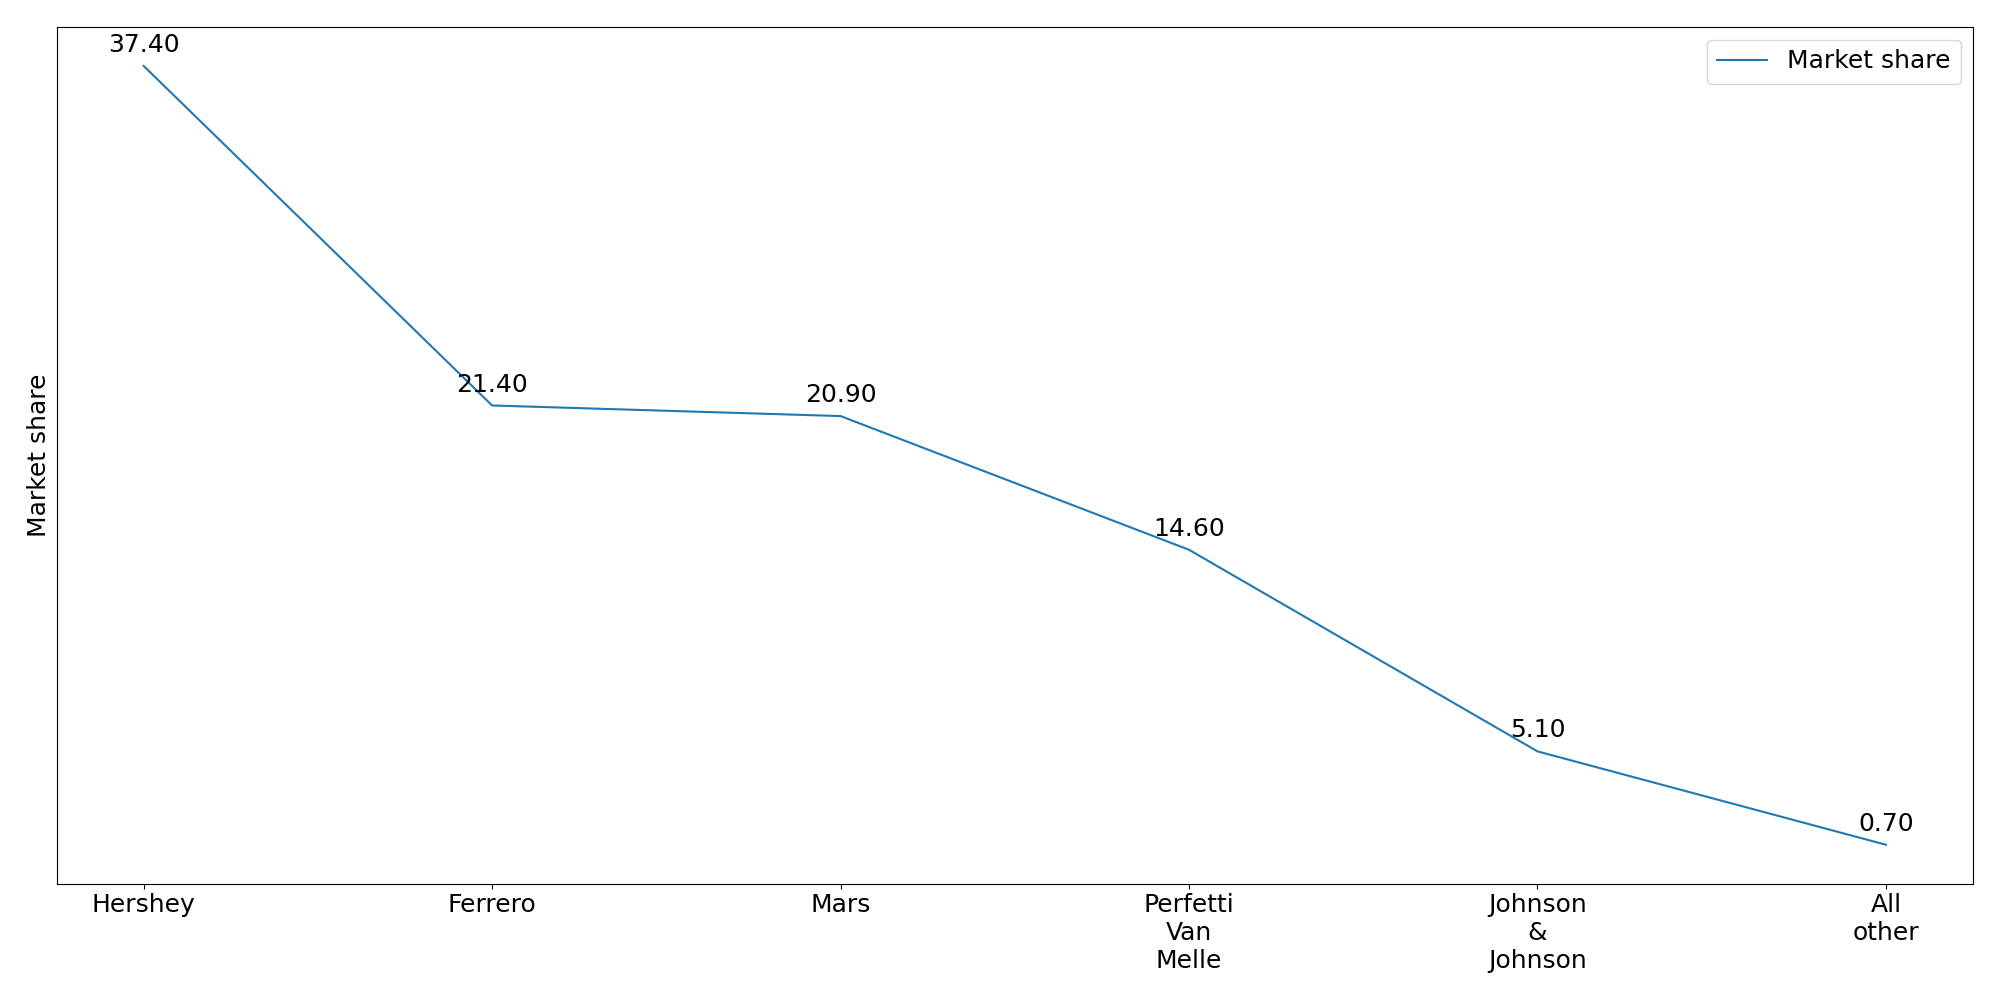 37.40
Market share
21.40
20.90
14.60
5.10
0.70
Market share
Hershey
Ferrero
Mars
Perfetti
Van
Melle
Johnson
&
Johnson
All
other